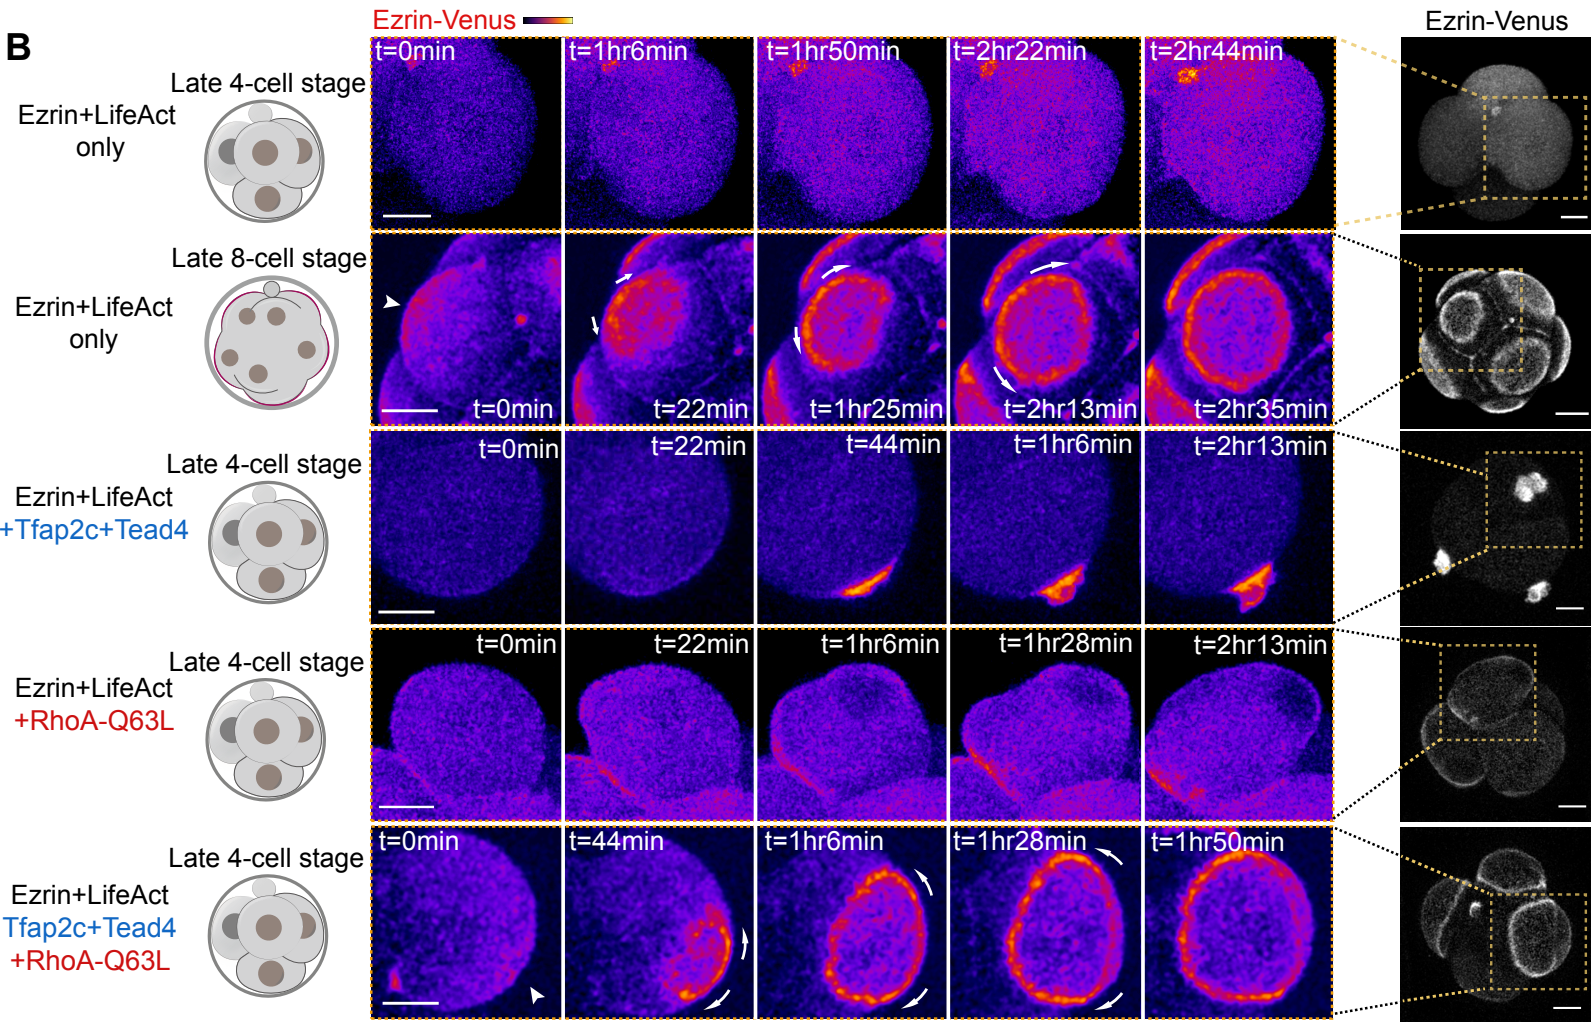 B
Ezrin-Venus
Ezrin-Venus
Late 4-cell stage
Ezrin+LifeAct
only
t=0min
t=1hr6min
t=1hr50min
t=2hr22min
t=2hr44min
Late 8-cell stage
Ezrin+LifeAct
only
t=0min
t=22min
t=1hr25min
t=2hr13min
t=2hr35min
Late 4-cell stage
Ezrin+LifeAct
+Tfap2c+Tead4
t=0min
t=22min
t=44min
t=1hr6min
t=2hr13min
Late 4-cell stage
Ezrin+LifeAct
+RhoA-Q63L
t=0min
t=22min
t=1hr6min
t=1hr28min
t=2hr13min
Late 4-cell stage
Ezrin+LifeAct
Tfap2c+Tead4
+RhoA-Q63L
t=0min
t=44min
t=1hr6min
t=1hr28min
t=1hr50min